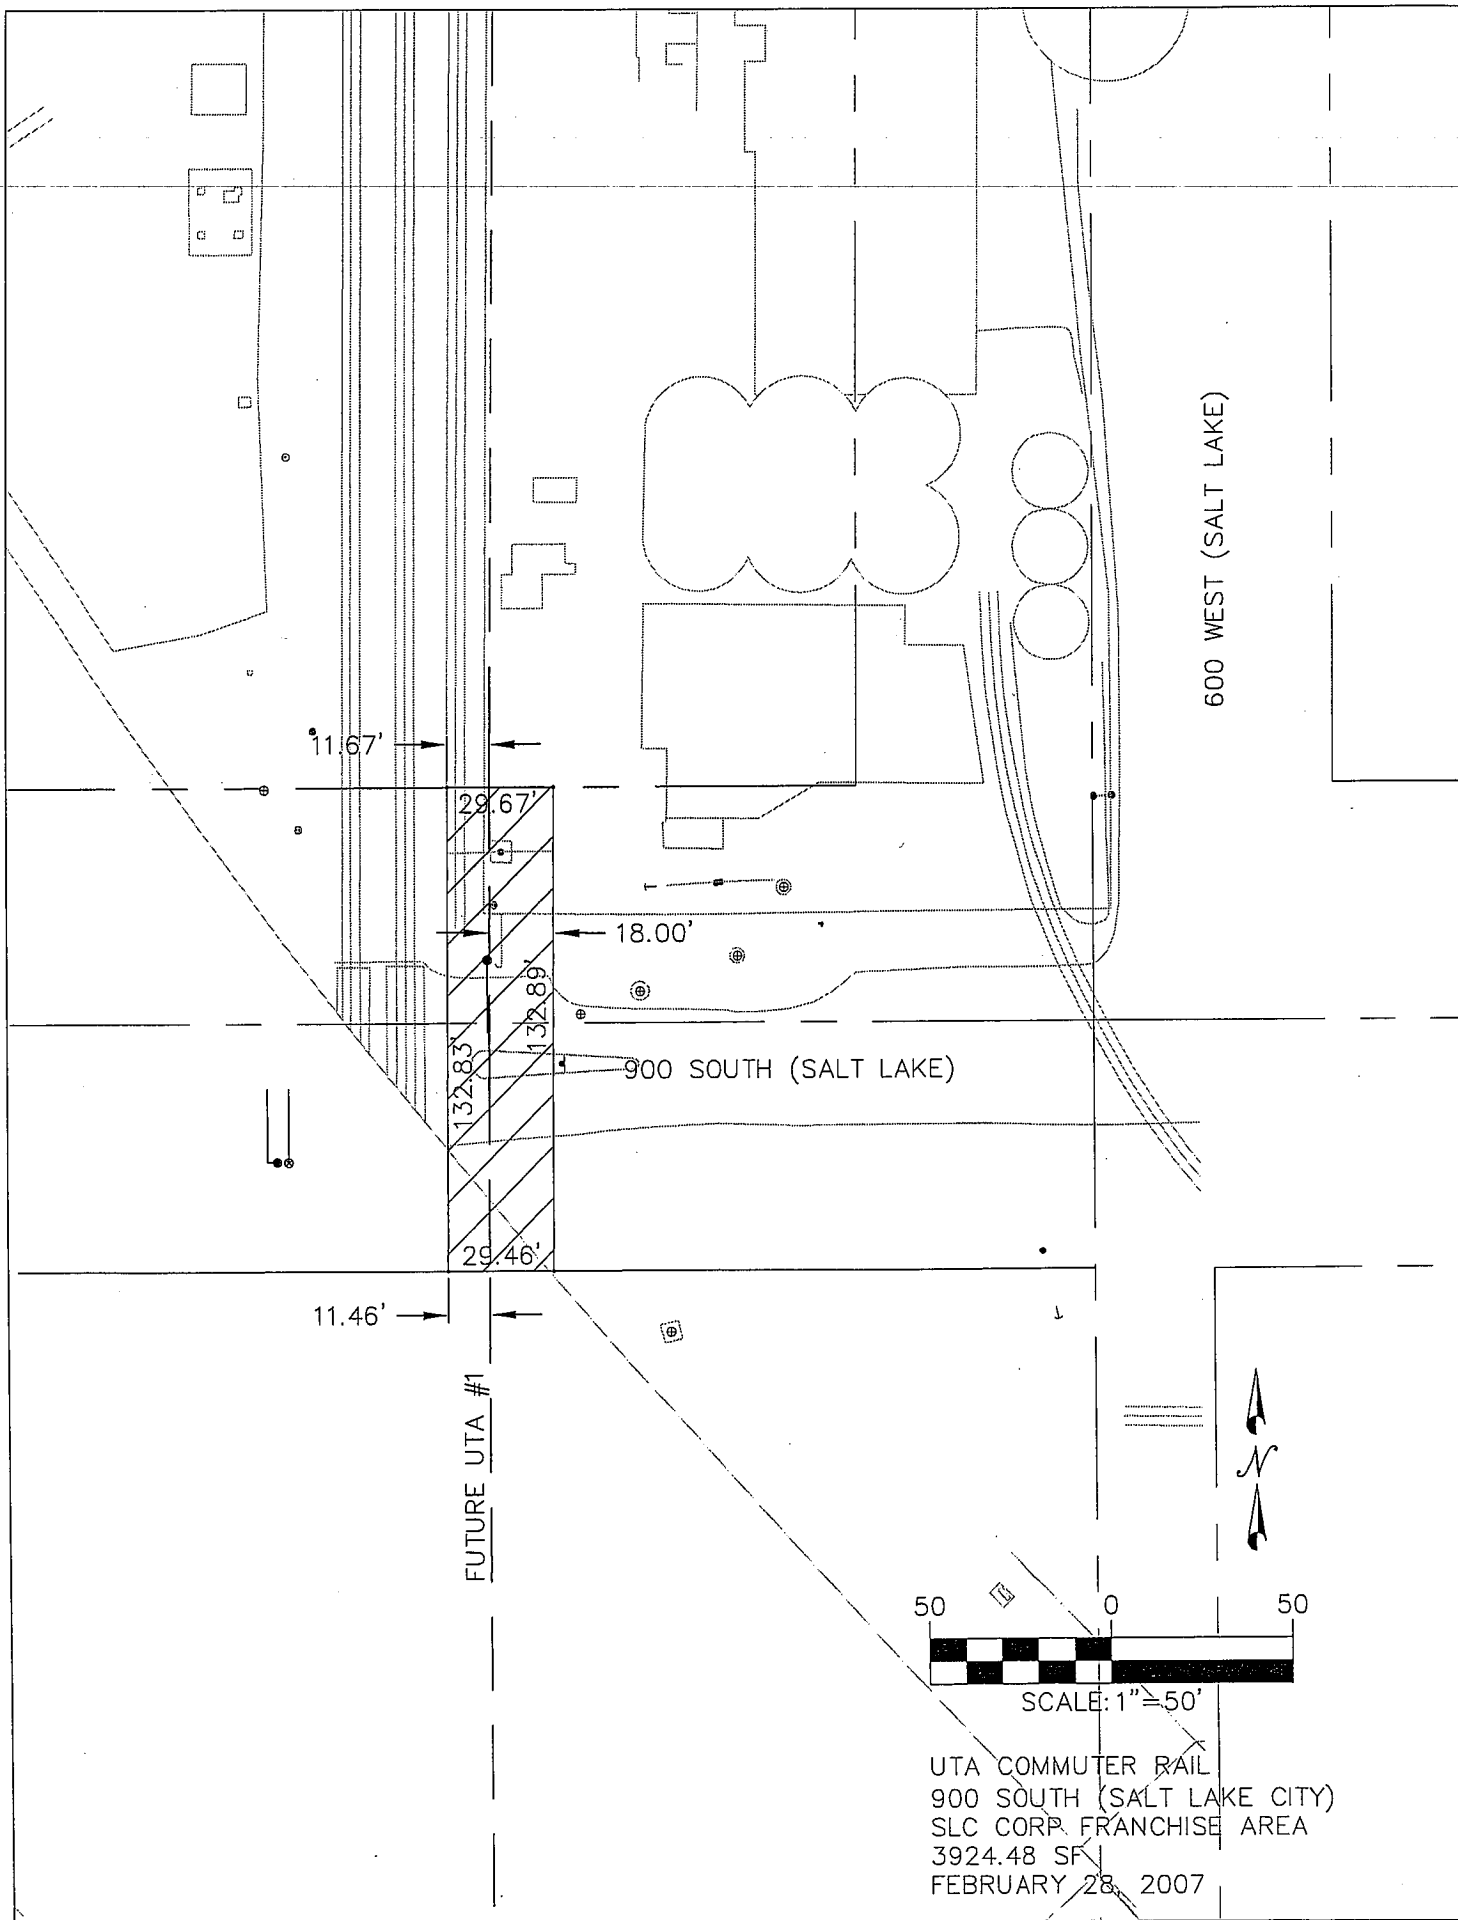 600 WEST (SALT LAKE)
11.67'
29.67'
18.00'
132.89'
132.83'
900 SOUTH (SALT LAKE)
29.46'
11.46'
FUTURE UTA #1
N
50 0 50
SCALE: 1"=50'
UTA COMMUTER RAIL
900 SOUTH (SALT LAKE CITY)
SLC CORP. FRANCHISE AREA
3924.48 SF
FEBRUARY 28, 2007